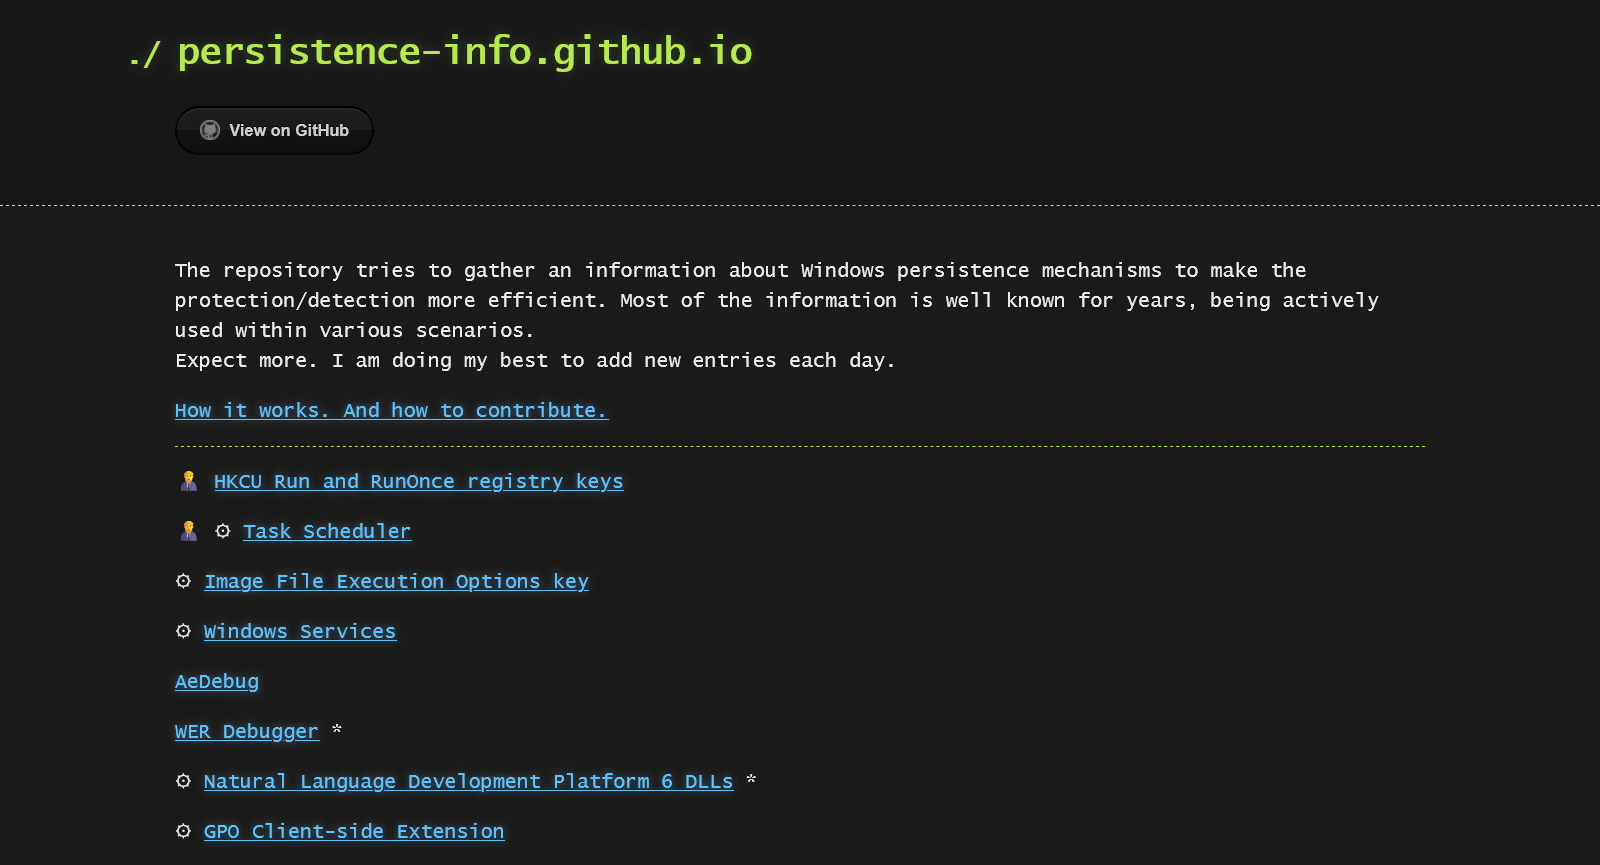 ./ persistence-info.github.io
View on GitHub
The repository tries to gather an information about Windows persistence mechanisms to make the
protection/detection more efficient. Most of the information is well known for years, being actively
used within various scenarios.
Expect more. I am doing my best to add new entries each day.
How it works. And how to contribute.
HKCU Run and RunOnce registry keys
Task Scheduler
Image File Execution Options key
Windows Services
AeDebug
WER Debugger *
Natural Language Development Platform 6 DLLs *
GPO Client-side Extension